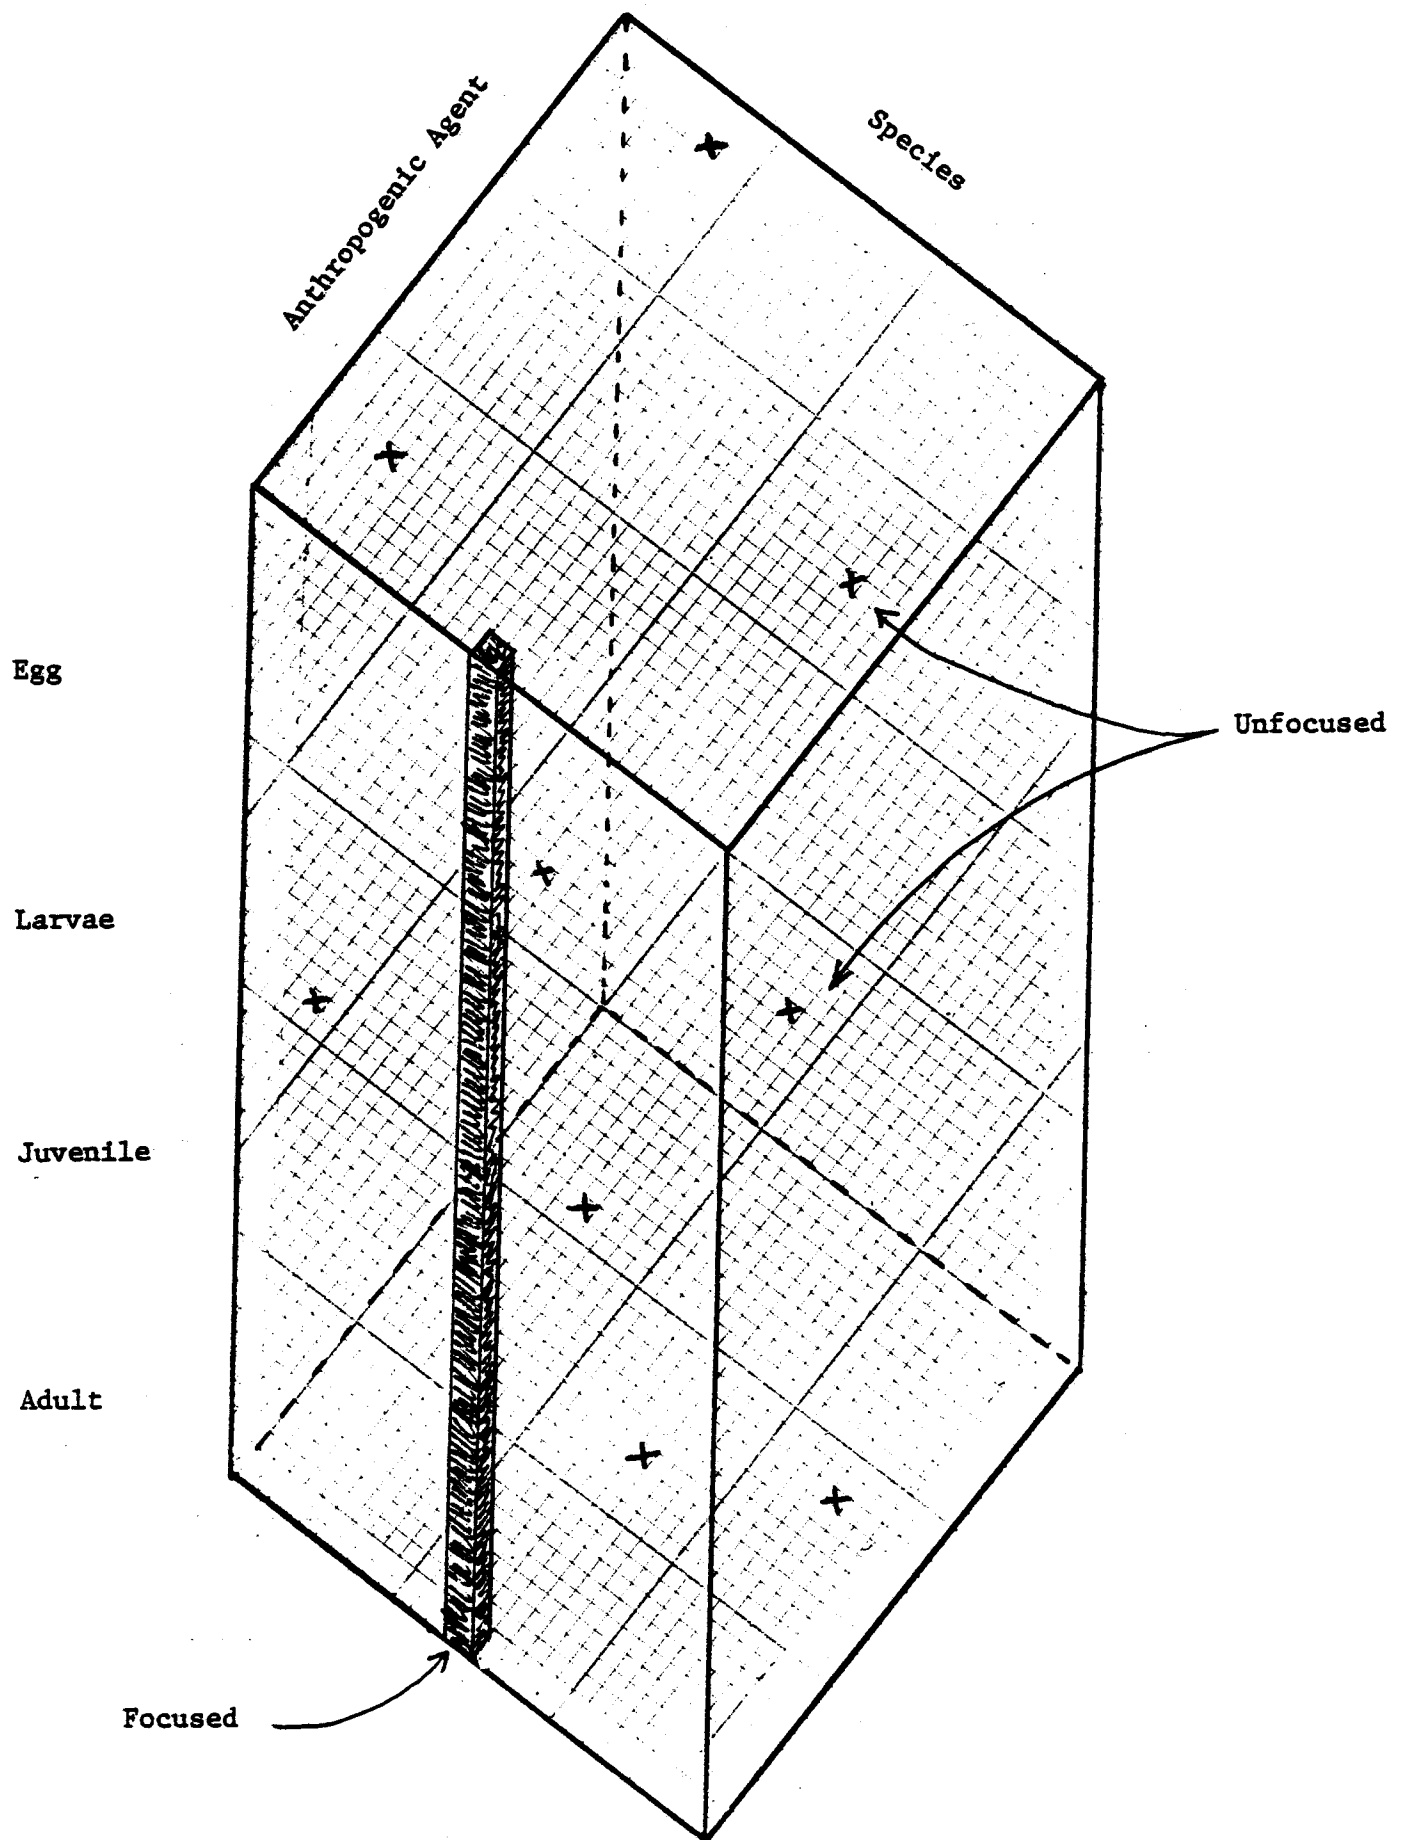 Anthropogenic Agent
Species
Egg
Unfocused
Larvae
Juvenile
Adult
Focused